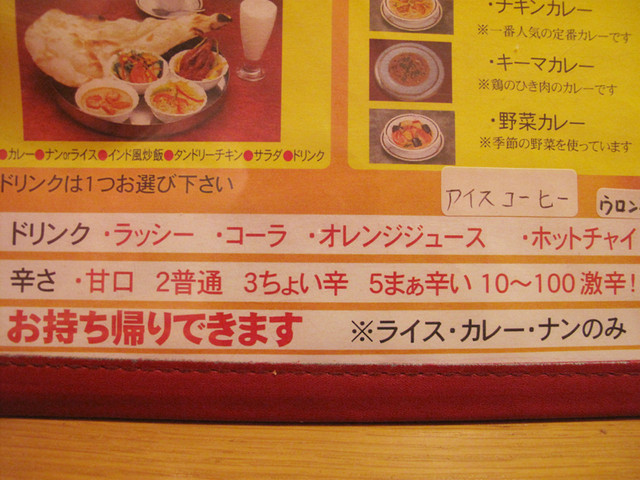 ・チキンカレー
※一番人気の定番カレーです
・キーマカレー
※鶏のひき肉のカレーです
・野菜カレー
※季節の野菜を使っています
●カレー●ナンorライス●インド風炒飯●タンドリーチキン●サラダ●ドリンク
ドリンクは1つお選び下さい
アイスコーヒー
ウロン
ドリンク ・ラッシー ・コーラ ・オレンジジュース ・ホットチャイ
辛さ ・甘口 2普通 3ちょい辛 5まぁ辛い 10〜100激辛!
お持ち帰りできます ※ライス・カレー・ナンのみ